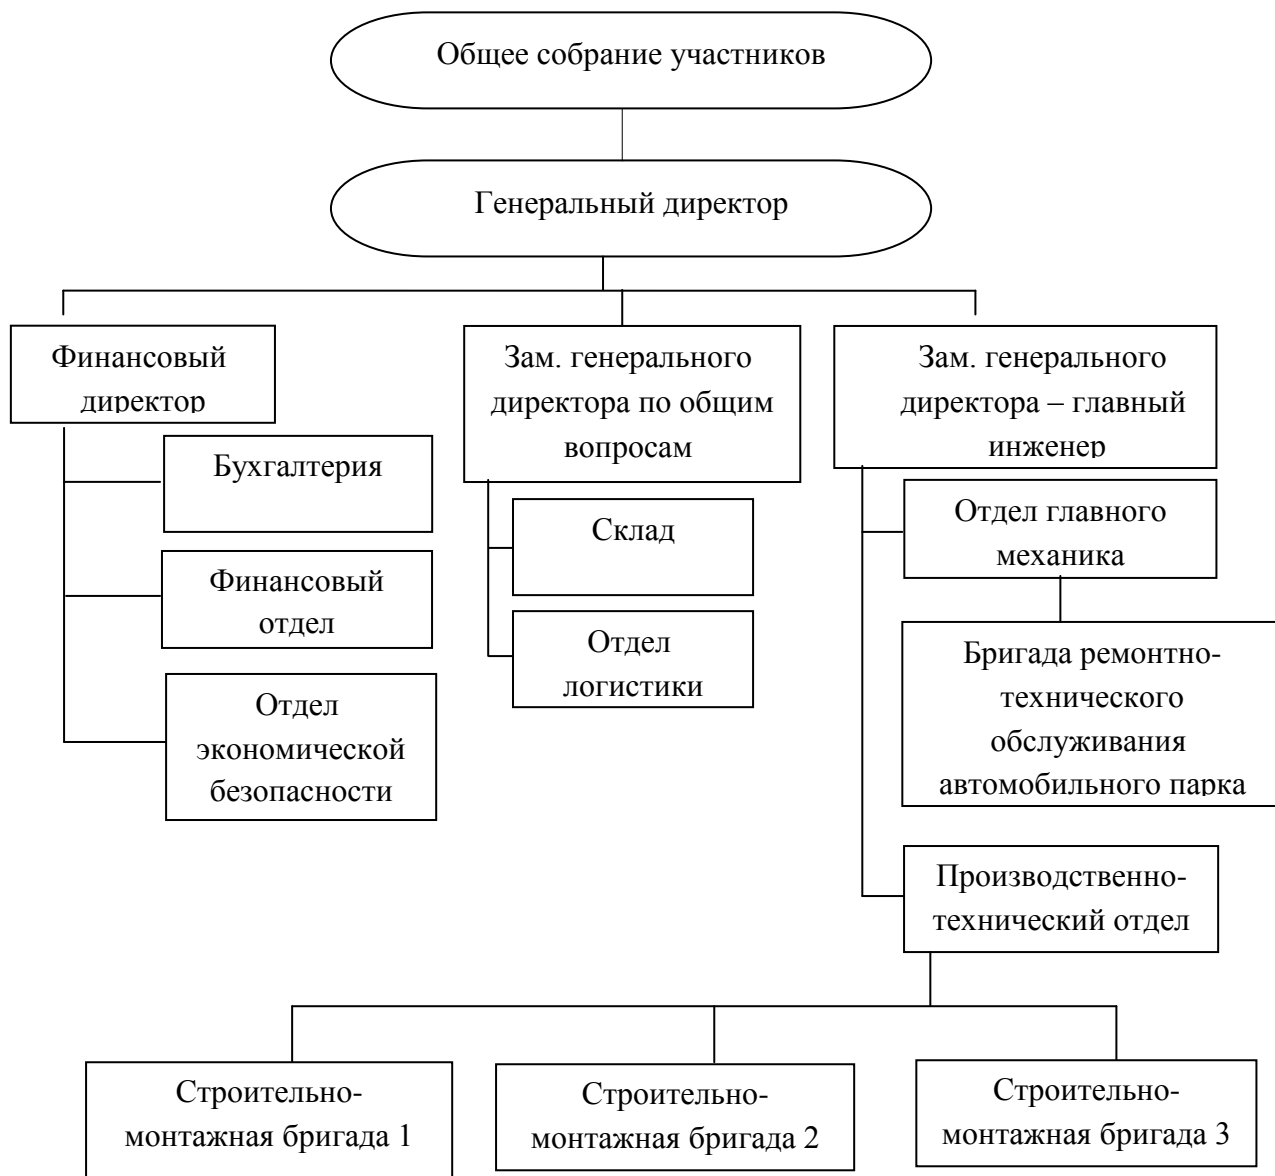 Общее собрание участников
Генеральный директор
Финансовый
директор
Бухгалтерия
Финансовый
отдел
Отдел
экономической
безопасности
Зам. генерального
директора по общим
вопросам
Склад
Отдел
логистики
Зам. генерального
директора – главный
инженер
Отдел главного
механика
Бригада ремонтно-
технического
обслуживания
автомобильного парка
Производственно-
технический отдел
Строительно-
монтажная бригада 1
Строительно-
монтажная бригада 2
Строительно-
монтажная бригада 3